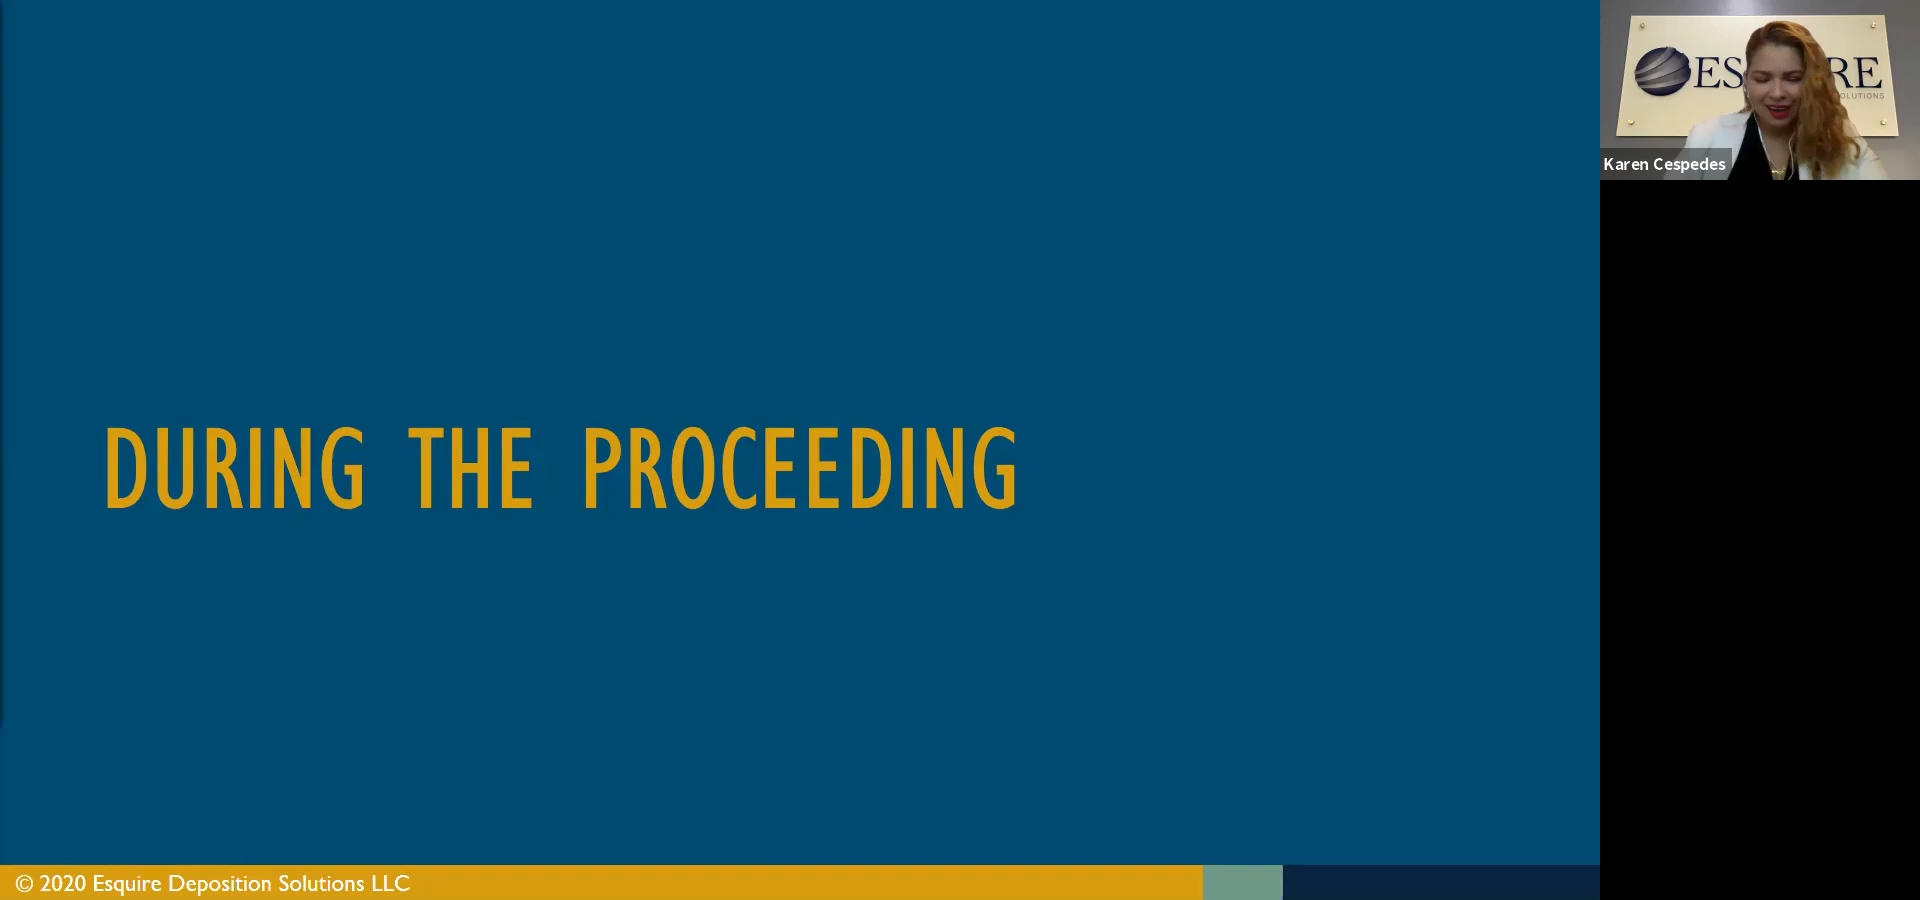 DURING THE PROCEEDING
© 2020 Esquire Deposition Solutions LLC
Karen Cespedes